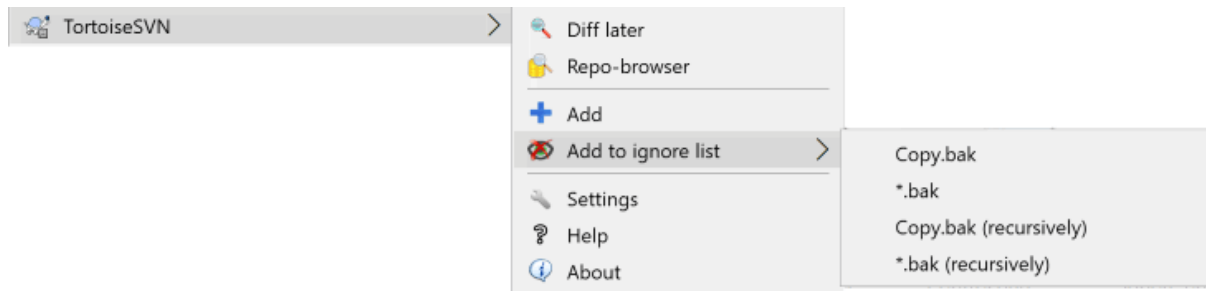 TortoiseSVN
Diff later
Repo-browser
Add
Add to ignore list
Settings
Help
About
Copy.bak
*.bak
Copy.bak (recursively)
*.bak (recursively)